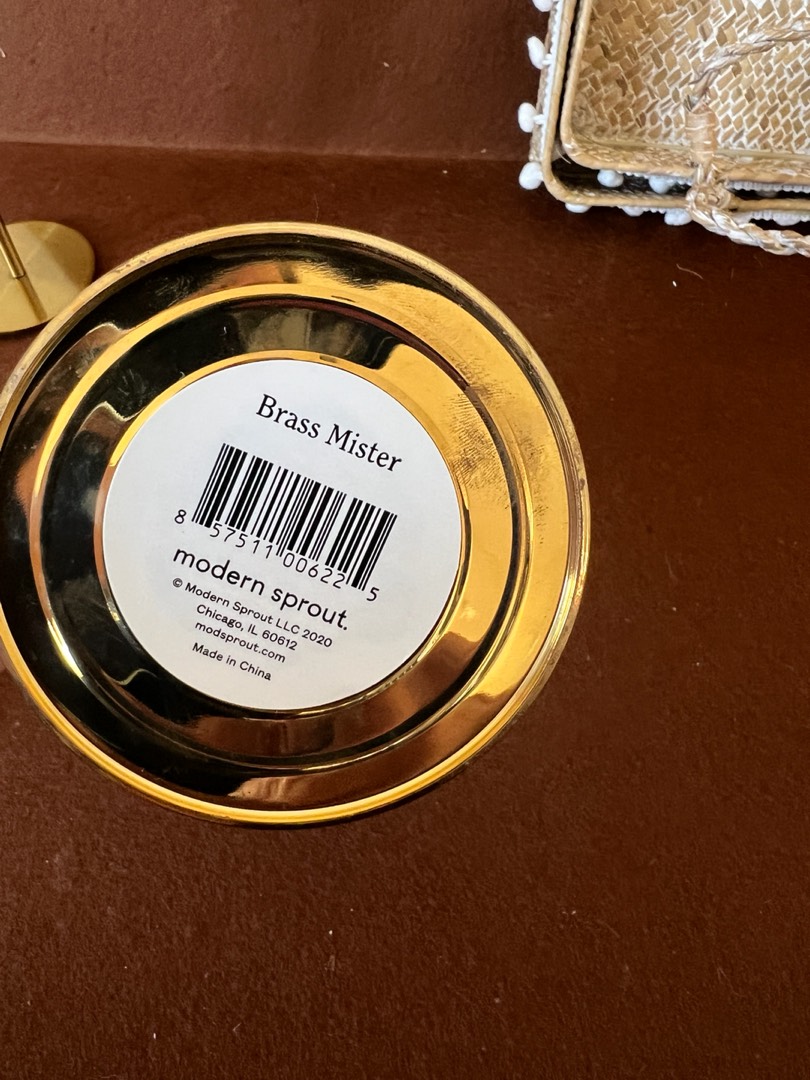 Brass Mister
8 57511 00622 5
modern sprout.
© Modern Sprout LLC 2020
Chicago, IL 60612
modsprout.com
Made in China